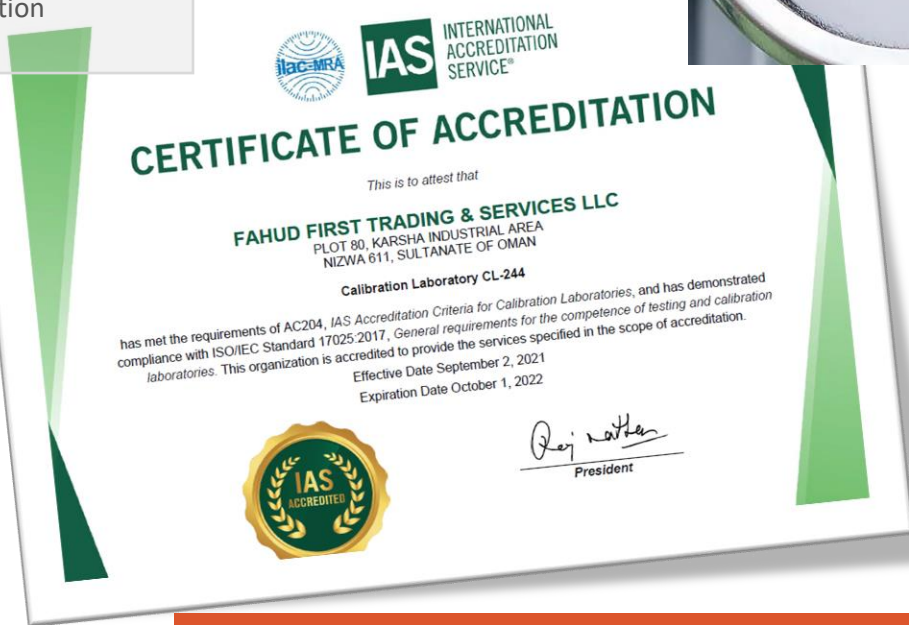 ilac-MRA
IAS
INTERNATIONAL
ACCREDITATION
SERVICE®
CERTIFICATE OF ACCREDITATION
This is to attest that
FAHUD FIRST TRADING & SERVICES LLC
PLOT 80, KARSHA INDUSTRIAL AREA
NIZWA 611, SULTANATE OF OMAN
Calibration Laboratory CL-244
has met the requirements of AC204, IAS Accreditation Criteria for Calibration Laboratories, and has demonstrated
compliance with ISO/IEC Standard 17025:2017, General requirements for the competence of testing and calibration
laboratories. This organization is accredited to provide the services specified in the scope of accreditation.
Effective Date September 2, 2021
Expiration Date October 1, 2022
IAS
ACCREDITED
President